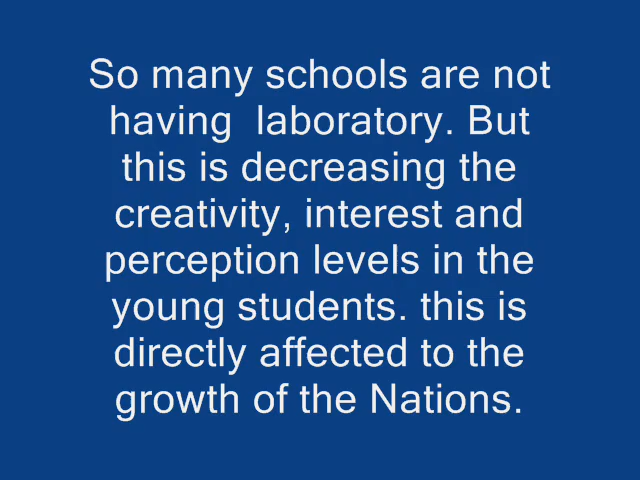 So many schools are not
having  laboratory. But
this is decreasing the
creativity, interest and
perception levels in the
young students. this is
directly affected to the
growth of the Nations.